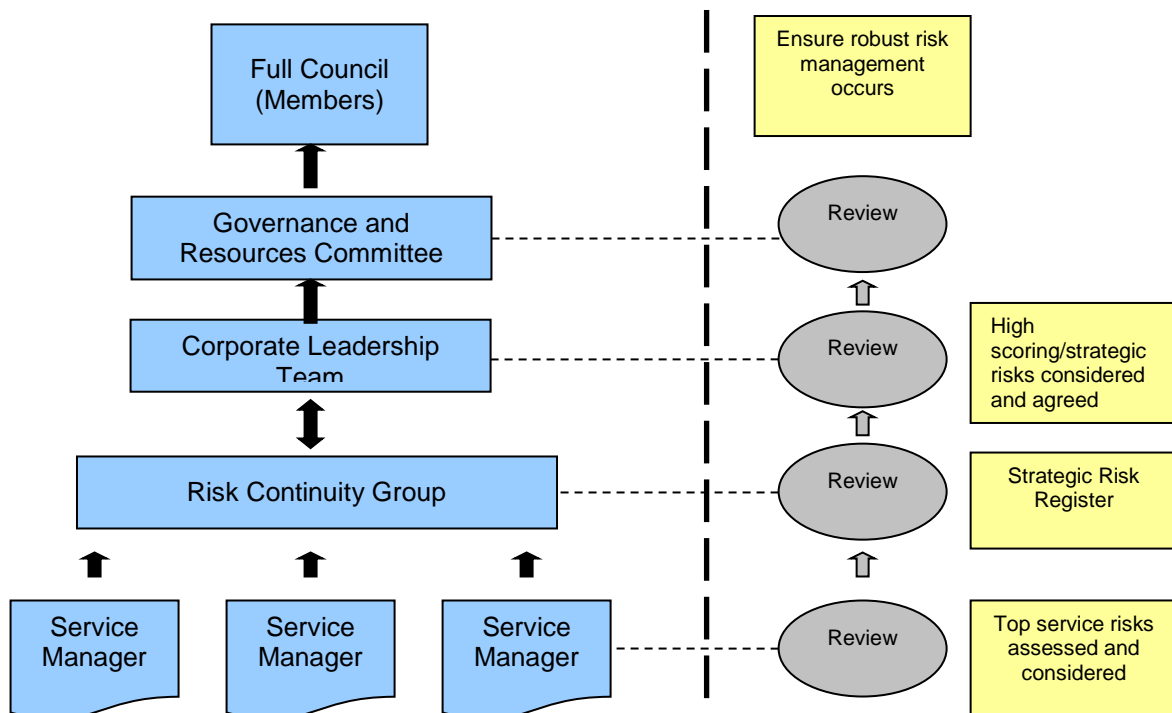 Full Council
(Members)
Ensure robust risk
management
occurs
Governance and
Resources Committee
Review
Corporate Leadership
Team
Review
High
scoring/strategic
risks considered
and agreed
Risk Continuity Group
Review
Strategic Risk
Register
Service
Manager
Service
Manager
Service
Manager
Review
Top service risks
assessed and
considered